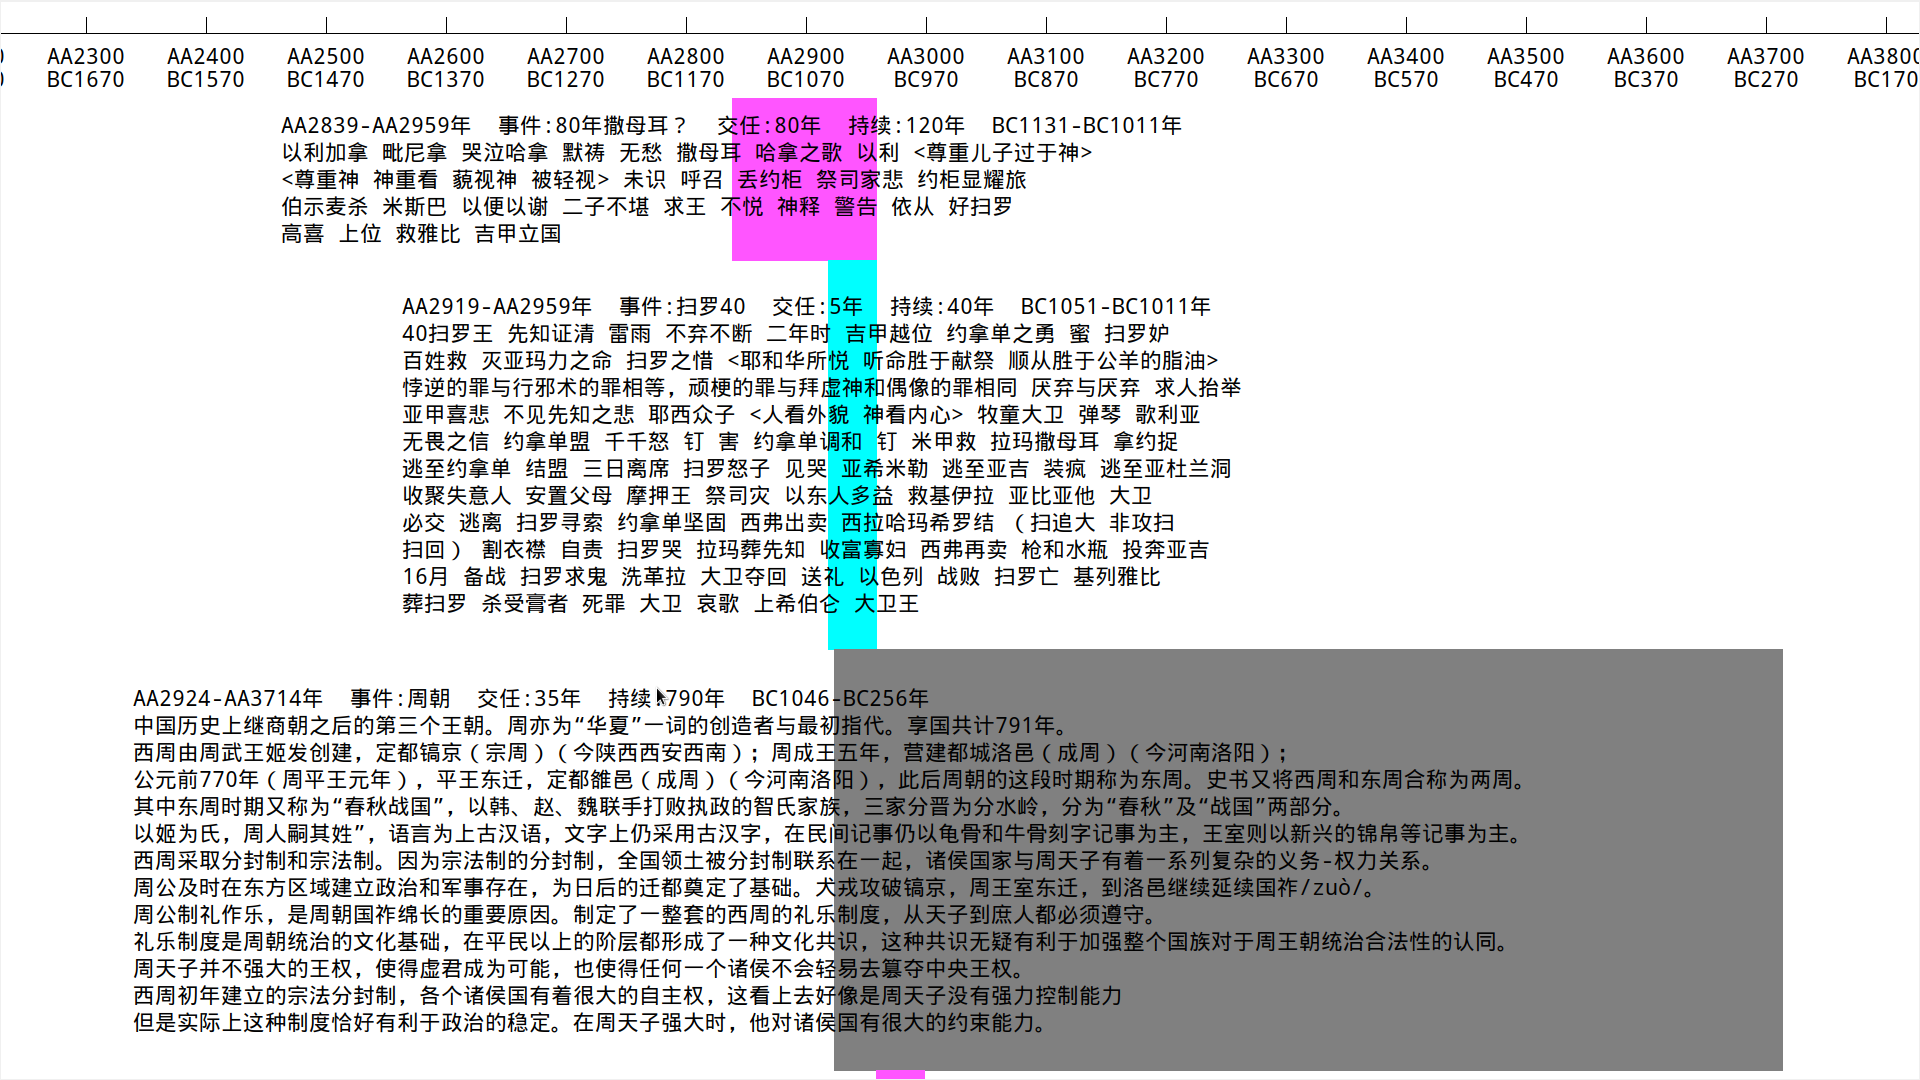 0 AA2300 AA2400 AA2500 AA2600 AA2700 AA2800 AA2900 AA3000 AA3100 AA3200 AA3300 AA3400 AA3500 AA3600 AA3700 AA3800
0 BC1670 BC1570 BC1470 BC1370 BC1270 BC1170 BC1070 BC970 BC870 BC770 BC670 BC570 BC470 BC370 BC270 BC170
AA2839-AA2959年 事件:80年撒母耳？ 交任:80年 持续:120年 BC1131-BC1011年
以利加拿 毗尼拿 哭泣哈拿 默祷 无愁 撒母耳 哈拿之歌 以利 <尊重儿子过于神>
<尊重神 神重看 藐视神 被轻视> 未识 呼召 丢约柜 祭司家悲 约柜显耀旅
伯示麦杀 米斯巴 以便以谢 二子不堪 求王 不悦 神释 警告 依从 好扫罗
高喜 上位 救雅比 吉甲立国
AA2919-AA2959年 事件:扫罗40 交任:5年 持续:40年 BC1051-BC1011年
40扫罗王 先知证清 雷雨 不弃不断 二年时 吉甲越位 约拿单之勇 蜜 扫罗妒
百姓救 灭亚玛力之命 扫罗之惜 <耶和华所悦 听命胜于献祭 顺从胜于公羊的脂油>
悖逆的罪与行邪术的罪相等，顽梗的罪与拜虚神和偶像的罪相同 厌弃与厌弃 求人抬举
亚甲喜悲 不见先知之悲 耶西众子 <人看外貌 神看内心> 牧童大卫 弹琴 歌利亚
无畏之信 约拿单盟 千千怒 钉 害 约拿单调和 钉 米甲救 拉玛撒母耳 拿约捉
逃至约拿单 结盟 三日离席 扫罗怒子 见哭 亚希米勒 逃至亚吉 装疯 逃至亚杜兰洞
收聚失意人 安置父母 摩押王 祭司灾 以东人多益 救基伊拉 亚比亚他 大卫
必交 逃离 扫罗寻索 约拿单坚固 西弗出卖 西拉哈玛希罗结 （扫追大 非攻扫
扫回） 割衣襟 自责 扫罗哭 拉玛葬先知 收富寡妇 西弗再卖 枪和水瓶 投奔亚吉
16月 备战 扫罗求鬼 洗革拉 大卫夺回 送礼 以色列 战败 扫罗亡 基列雅比
葬扫罗 杀受膏者 死罪 大卫 哀歌 上希伯仑 大卫王
AA2924-AA3714年 事件:周朝 交任:35年 持续:790年 BC1046-BC256年
中国历史上继商朝之后的第三个王朝。周亦为“华夏”一词的创造者与最初指代。享国共计791年。
西周由周武王姬发创建，定都镐京（宗周）（今陕西西安西南）；周成王五年，营建都城洛邑（成周）（今河南洛阳）；
公元前770年（周平王元年），平王东迁，定都雒邑（成周）（今河南洛阳），此后周朝的这段时期称为东周。史书又将西周和东周合称为两周。
其中东周时期又称为“春秋战国”，以韩、赵、魏联手打败执政的智氏家族，三家分晋为分水岭，分为“春秋”及“战国”两部分。
以姬为氏，周人嗣其姓”，语言为上古汉语，文字上仍采用古汉字，在民间记事仍以龟骨和牛骨刻字记事为主，王室则以新兴的锦帛等记事为主。
西周采取分封制和宗法制。因为宗法制的分封制，全国领土被分封制联系在一起，诸侯国家与周天子有着一系列复杂的义务-权力关系。
周公及时在东方区域建立政治和军事存在，为日后的迁都奠定了基础。犬戎攻破镐京，周王室东迁，到洛邑继续延续国祚/zuò/。
周公制礼作乐，是周朝国祚绵长的重要原因。制定了一整套的西周的礼乐制度，从天子到庶人都必须遵守。
礼乐制度是周朝统治的文化基础，在平民以上的阶层都形成了一种文化共识，这种共识无疑有利于加强整个国族对于周王朝统治合法性的认同。
周天子并不强大的王权，使得虚君成为可能，也使得任何一个诸侯不会轻易去篡夺中央王权。
西周初年建立的宗法分封制，各个诸侯国有着很大的自主权，这看上去好像是周天子没有强力控制能力
但是实际上这种制度恰好有利于政治的稳定。在周天子强大时，他对诸侯国有很大的约束能力。